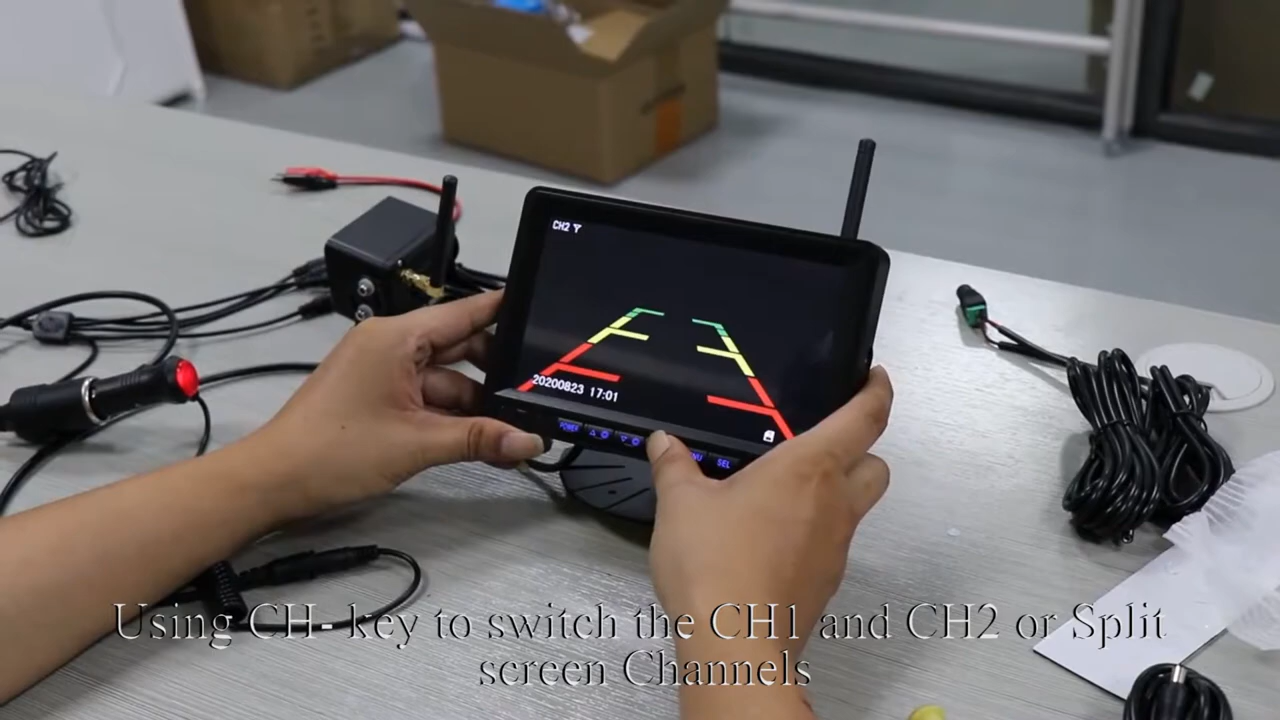 CH2
20200823 17:01
POWER
SEL
Using CH- key to switch the CH1 and CH2 or Split
screen Channels